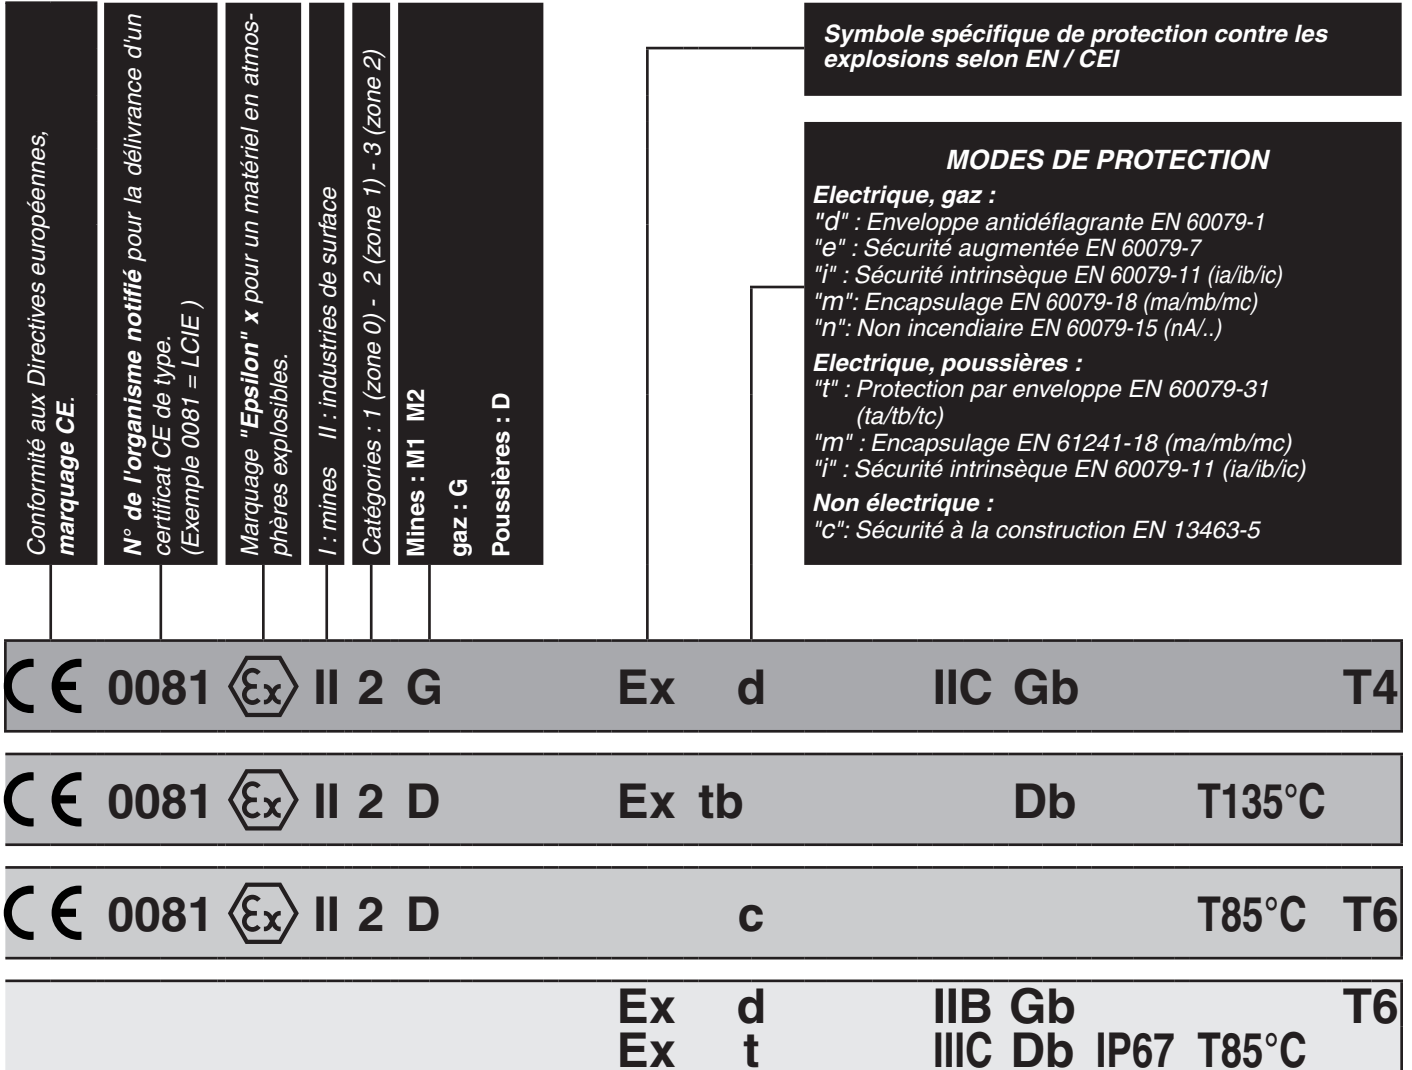 Conformité aux Directives européennes,
marquage CE.
N° de l'organisme notifié pour la délivrance d'un
certificat CE de type.
(Exemple 0081 = LCIE )
Marquage "Epsilon" x pour un matériel en atmos-
phères explosibles.
I : mines II : industries de surface
Catégories : 1 (zone 0) - 2 (zone 1) - 3 (zone 2)
Mines : M1 M2
gaz : G
Poussières : D
Symbole spécifique de protection contre les
explosions selon EN / CEI
MODES DE PROTECTION
Electrique, gaz :
"d" : Enveloppe antidéflagrante EN 60079-1
"e" : Sécurité augmentée EN 60079-7
"i" : Sécurité intrinsèque EN 60079-11 (ia/ib/ic)
"m": Encapsulage EN 60079-18 (ma/mb/mc)
"n": Non incendiaire EN 60079-15 (nA/..)
Electrique, poussières :
"t" : Protection par enveloppe EN 60079-31
(ta/tb/tc)
"m" : Encapsulage EN 61241-18 (ma/mb/mc)
"i" : Sécurité intrinsèque EN 60079-11 (ia/ib/ic)
Non électrique :
"c": Sécurité à la construction EN 13463-5
CE 0081 Ex II 2 G Ex d IIC Gb T4
CE 0081 Ex II 2 D Ex tb Db T135°C
CE 0081 Ex II 2 D c T85°C T6
Ex d IIB Gb T6
Ex t IIIC Db IP67 T85°C